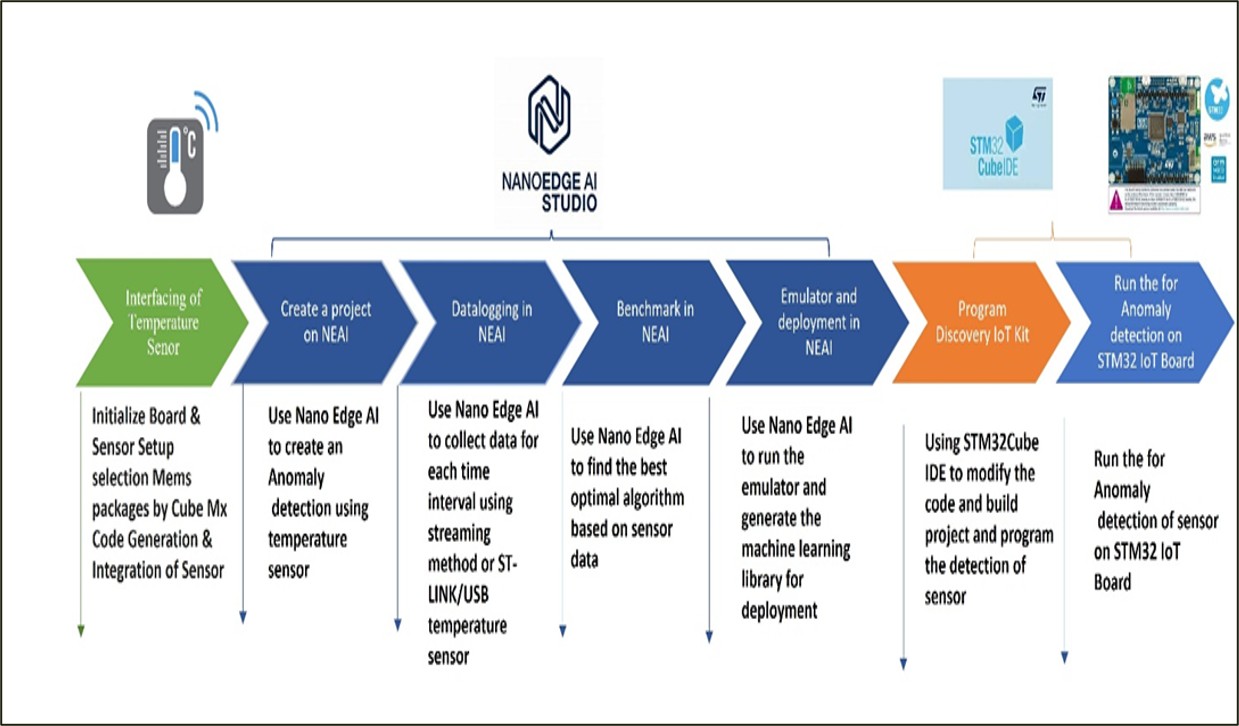 °C
NANOEDGE AI
STUDIO
STM32
CubeIDE
Interfacing of
Temperature
Senor
Create a project
on NEAI
Datalogging in
NEAI
Benchmark in
NEAI
Emulator and
deployment in
NEAI
Program
Discovery IoT Kit
Run the for
Anomaly
detection on
STM32 IoT Board
Initialize Board &
Sensor Setup
selection Mems
packages by Cube Mx
Code Generation &
Integration of Sensor
Use Nano Edge AI
to create an
Anomaly
detection using
temperature
sensor
Use Nano Edge AI
to collect data for
each time
interval using
streaming
method or ST-
LINK/USB
temperature
sensor
Use Nano Edge AI
to find the best
optimal algorithm
based on sensor
data
Use Nano Edge AI
to run the
emulator and
generate the
machine learning
library for
deployment
Using STM32Cube
IDE to modify the
code and build
project and program
the detection of
sensor
Run the for
Anomaly
detection of sensor
on STM32 IoT
Board